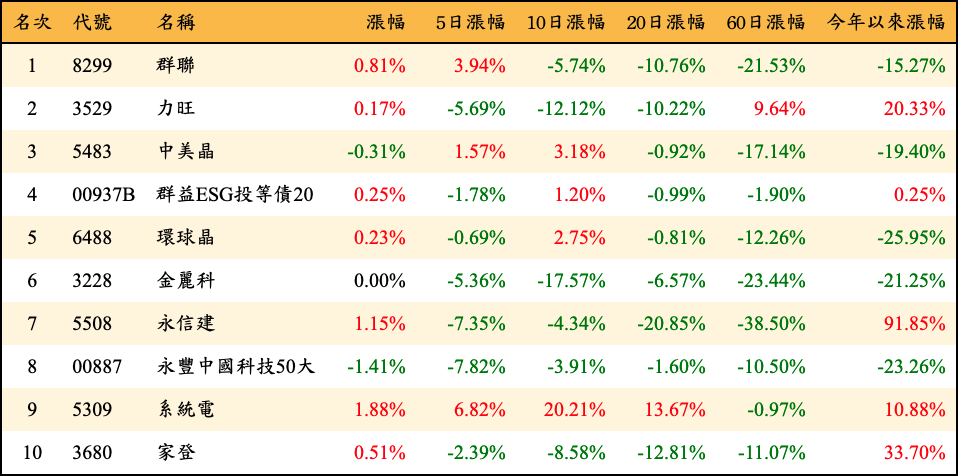 名次 代號 名稱 漲幅 5日漲幅 10日漲幅 20日漲幅 60日漲幅 今年以來漲幅
1 8299 群聯 0.81% 3.94% -5.74% -10.76% -21.53% -15.27%
2 3529 力旺 0.17% -5.69% -12.12% -10.22% 9.64% 20.33%
3 5483 中美晶 -0.31% 1.57% 3.18% -0.92% -17.14% -19.40%
4 00937B 群益ESG投等債20 0.25% -1.78% 1.20% -0.99% -1.90% 0.25%
5 6488 環球晶 0.23% -0.69% 2.75% -0.81% -12.26% -25.95%
6 3228 金麗科 0.00% -5.36% -17.57% -6.57% -23.44% -21.25%
7 5508 永信建 1.15% -7.35% -4.34% -20.85% -38.50% 91.85%
8 00887 永豐中國科技50大 -1.41% -7.82% -3.91% -1.60% -10.50% -23.26%
9 5309 系統電 1.88% 6.82% 20.21% 13.67% -0.97% 10.88%
10 3680 家登 0.51% -2.39% -8.58% -12.81% -11.07% 33.70%